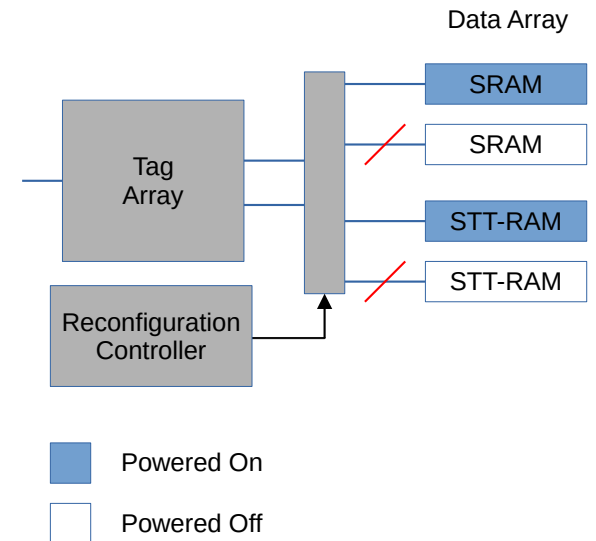 Data Array
SRAM
SRAM
Tag
Array
STT-RAM
STT-RAM
Reconfiguration
Controller
Powered On
Powered Off